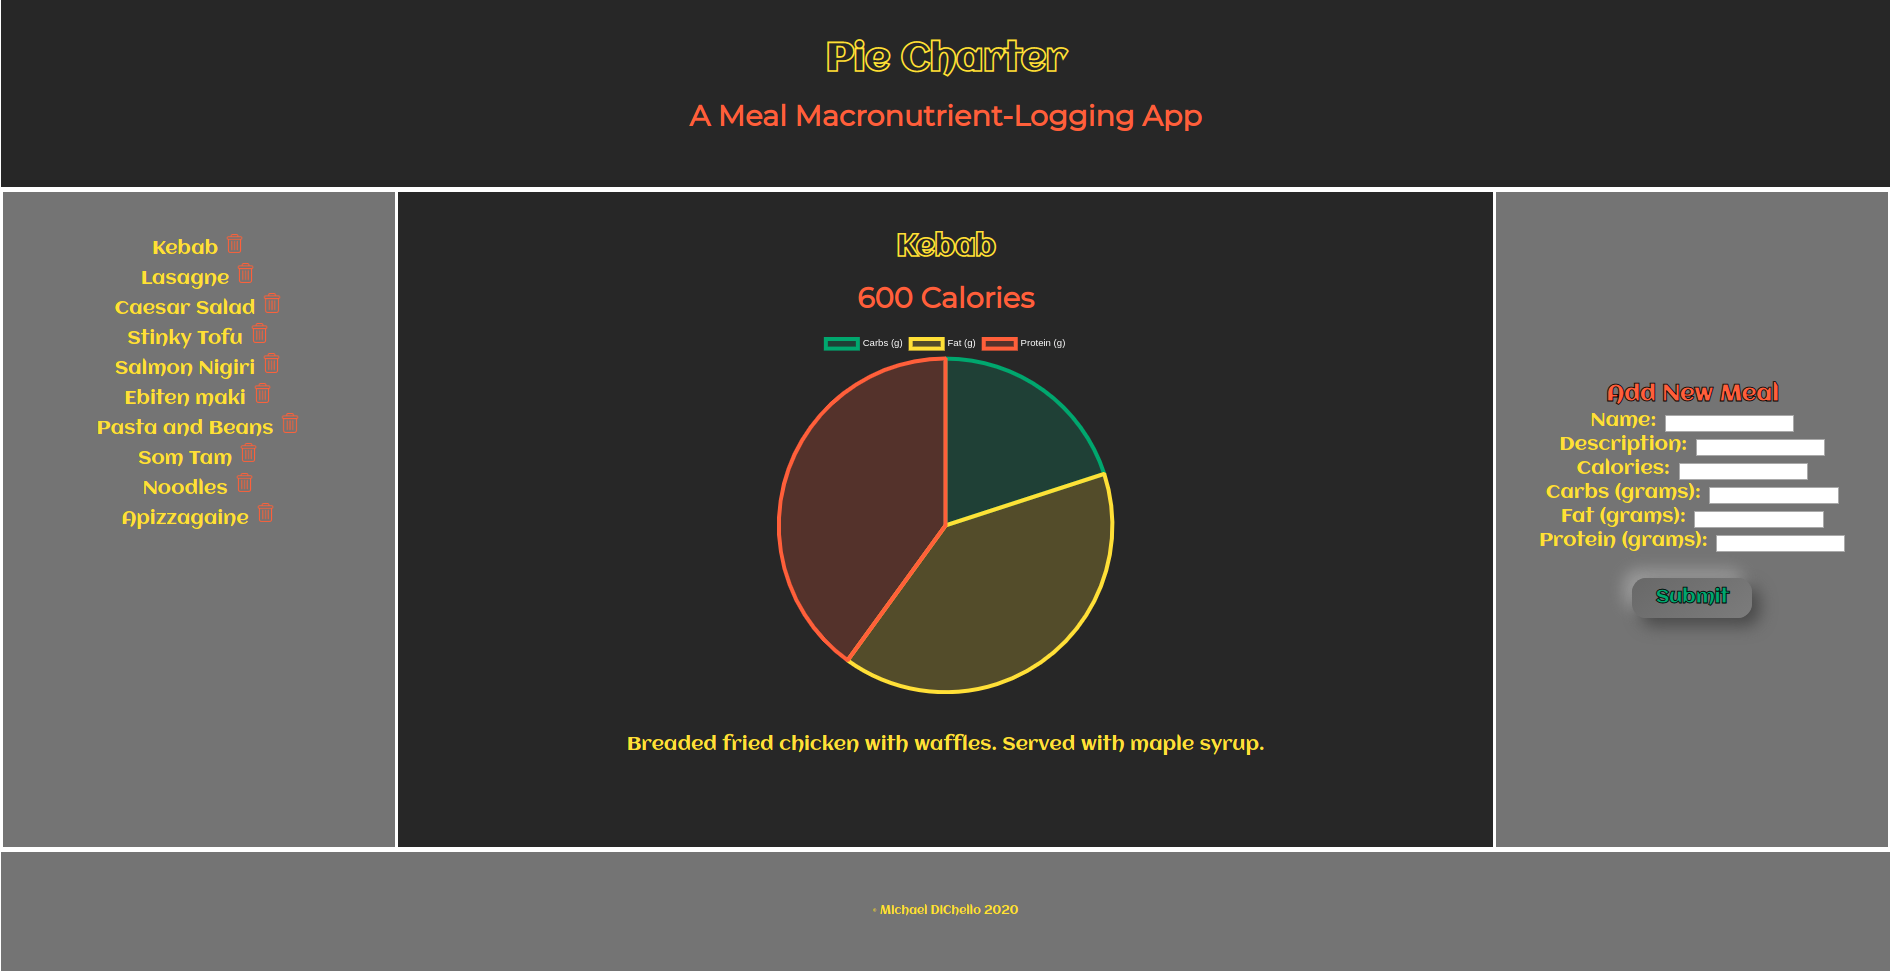 Pie Charter
A Meal Macronutrient-Logging App
Kebab
Lasagne
Caesar Salad
Stinky Tofu
Salmon Nigiri
Ebiten maki
Pasta and Beans
Som Tam
Noodles
Apizzagaine
Kebab
600 Calories
Carbs (g) Fat (g) Protein (g)
Breaded fried chicken with waffles. Served with maple syrup.
Add New Meal
Name:
Description:
Calories:
Carbs (grams):
Fat (grams):
Protein (grams):
Submit
Michael DiChello 2020